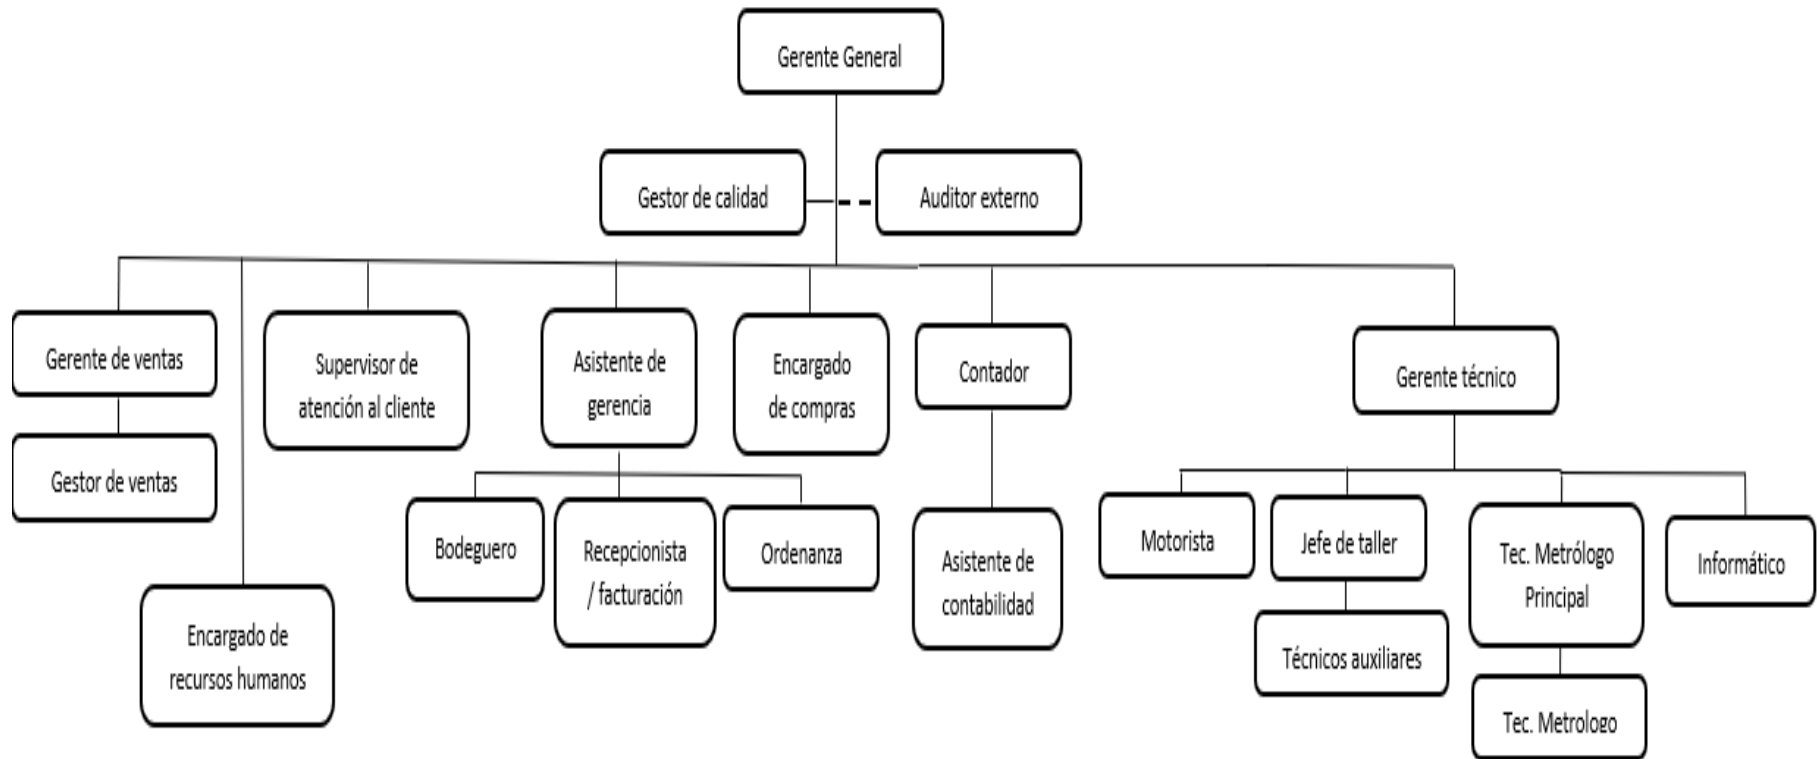 Gerente General
Gestor de calidad
Auditor externo
Gerente de ventas
Supervisor de
atención al cliente
Asistente de
gerencia
Encargado
de compras
Contador
Gerente técnico
Gestor de ventas
Bodeguero
Recepcionista
/ facturación
Ordenanza
Asistente de
contabilidad
Motorista
Jefe de taller
Tec. Metrólogo
Principal
Informático
Encargado de
recursos humanos
Técnicos auxiliares
Tec. Metrologo